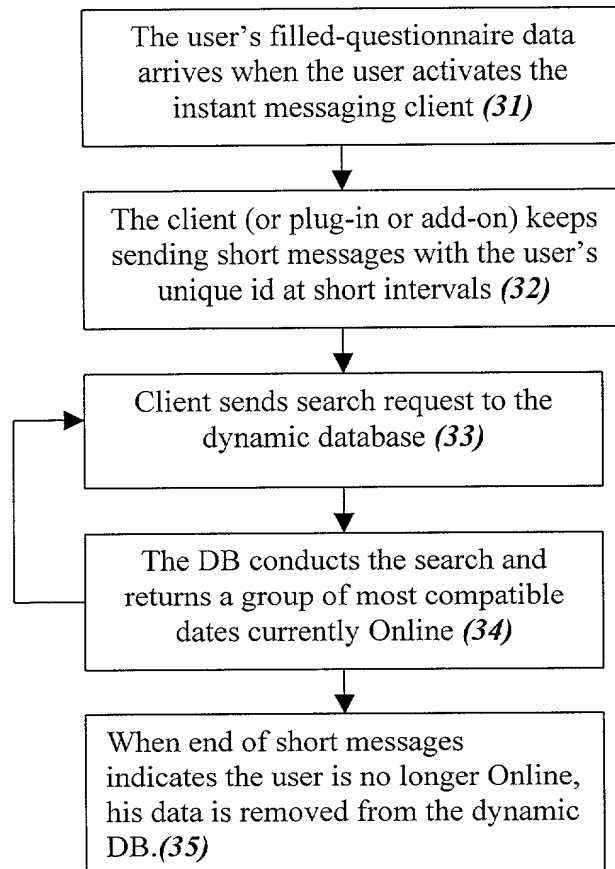 The user's filled-questionnaire data
arrives when the user activates the
instant messaging client (31)
The client (or plug-in or add-on) keeps
sending short messages with the user's
unique id at short intervals (32)
Client sends search request to the
dynamic database (33)
The DB conducts the search and
returns a group of most compatible
dates currently Online (34)
When end of short messages
indicates the user is no longer Online,
his data is removed from the dynamic
DB.(35)